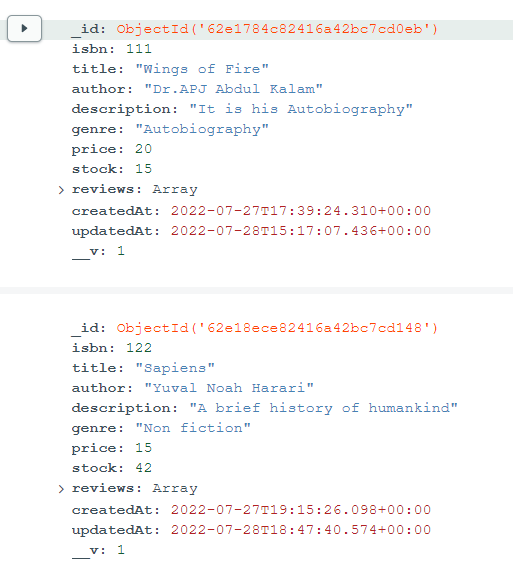 _id: ObjectId('62e1784c82416a42bc7cd0eb')
isbn: 111
title: "Wings of Fire"
author: "Dr.APJ Abdul Kalam"
description: "It is his Autobiography"
genre: "Autobiography"
price: 20
stock: 15
> reviews: Array
createdAt: 2022-07-27T17:39:24.310+00:00
updatedAt: 2022-07-28T15:17:07.436+00:00
__v: 1
_id: ObjectId('62e18ece82416a42bc7cd148')
isbn: 122
title: "Sapiens"
author: "Yuval Noah Harari"
description: "A brief history of humankind"
genre: "Non fiction"
price: 15
stock: 42
> reviews: Array
createdAt: 2022-07-27T19:15:26.098+00:00
updatedAt: 2022-07-28T18:47:40.574+00:00
__v: 1